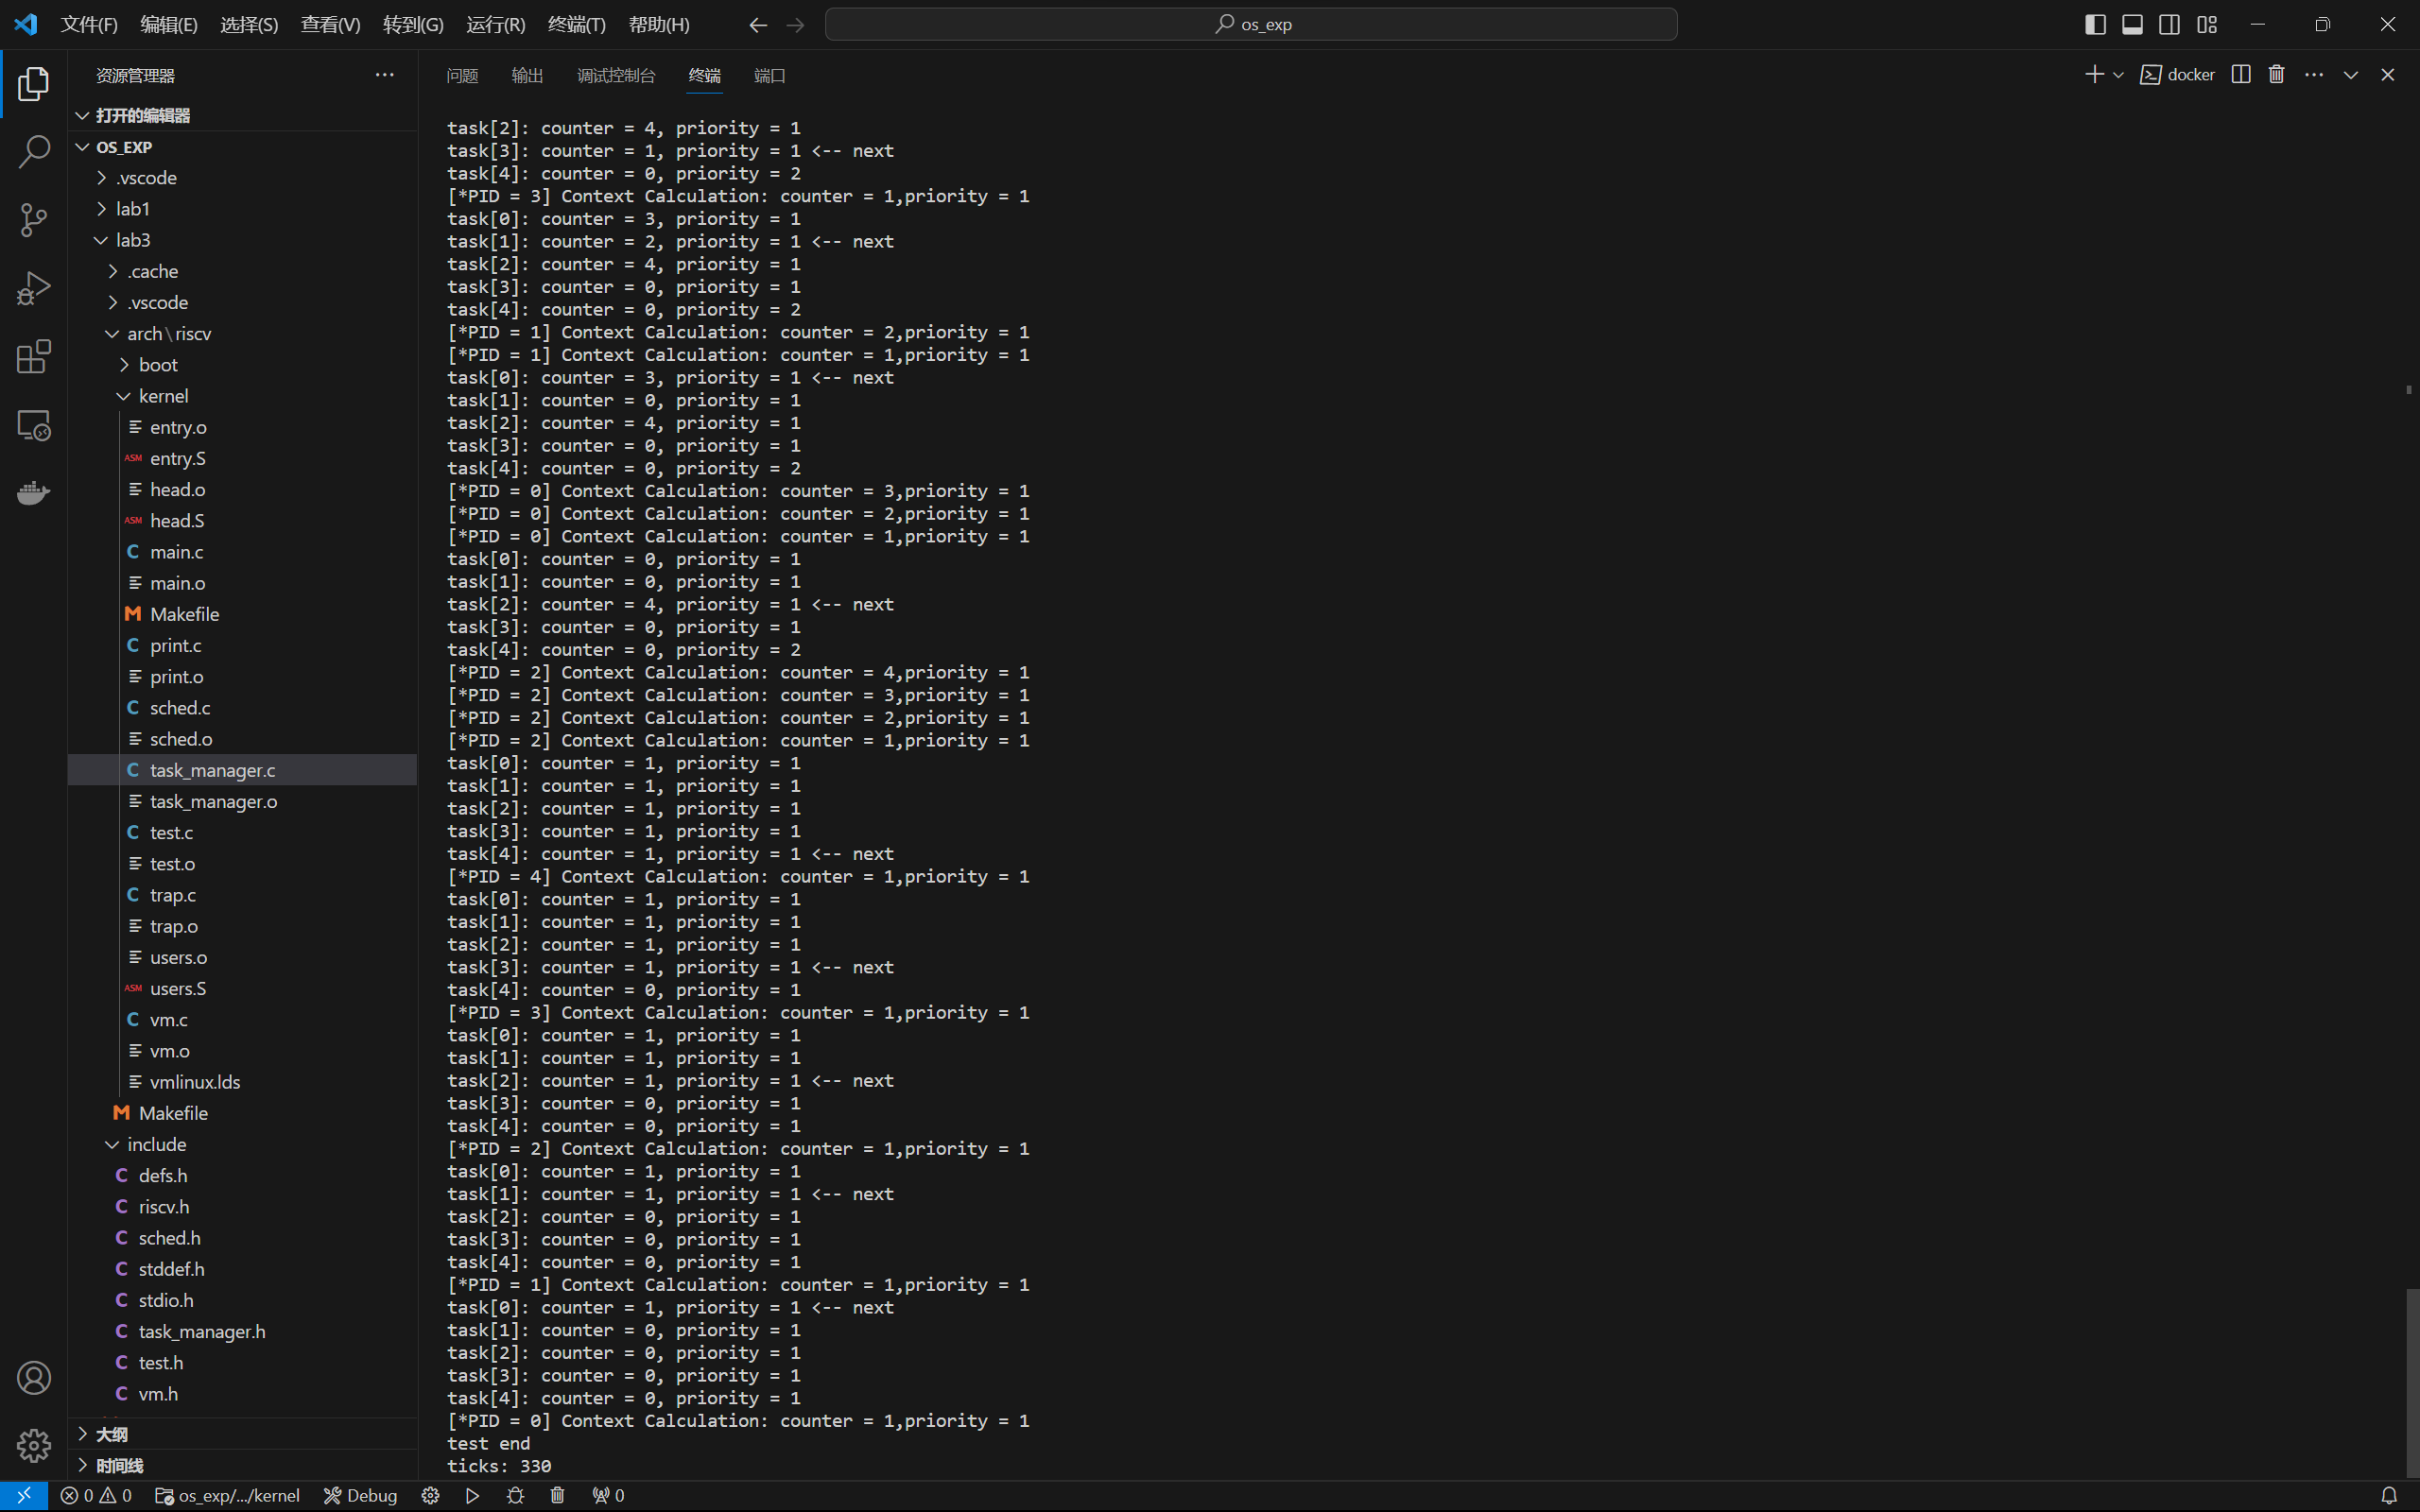 文件(F) 编辑(E) 选择(S) 查看(V) 转到(G) 运行(R) 终端(T) 帮助(H) os_exp
资源管理器
打开的编辑器
OS_EXP
.vscode
lab1
lab3
.cache
.vscode
arch\riscv
boot
kernel
entry.o
ASM entry.S
head.o
ASM head.S
C main.c
main.o
M Makefile
C print.c
print.o
C sched.c
sched.o
C task_manager.c
task_manager.o
C test.c
test.o
C trap.c
trap.o
users.o
ASM users.S
C vm.c
vm.o
vmlinux.lds
M Makefile
include
C defs.h
C riscv.h
C sched.h
C stddef.h
C stdio.h
C task_manager.h
C test.h
C vm.h
大纲
时间线
问题 输出 调试控制台 终端 端口 docker
task[2]: counter = 4, priority = 1
task[3]: counter = 1, priority = 1 <-- next
task[4]: counter = 0, priority = 2
[*PID = 3] Context Calculation: counter = 1,priority = 1
task[0]: counter = 3, priority = 1
task[1]: counter = 2, priority = 1 <-- next
task[2]: counter = 4, priority = 1
task[3]: counter = 0, priority = 1
task[4]: counter = 0, priority = 2
[*PID = 1] Context Calculation: counter = 2,priority = 1
[*PID = 1] Context Calculation: counter = 1,priority = 1
task[0]: counter = 3, priority = 1 <-- next
task[1]: counter = 0, priority = 1
task[2]: counter = 4, priority = 1
task[3]: counter = 0, priority = 1
task[4]: counter = 0, priority = 2
[*PID = 0] Context Calculation: counter = 3,priority = 1
[*PID = 0] Context Calculation: counter = 2,priority = 1
[*PID = 0] Context Calculation: counter = 1,priority = 1
task[0]: counter = 0, priority = 1
task[1]: counter = 0, priority = 1
task[2]: counter = 4, priority = 1 <-- next
task[3]: counter = 0, priority = 1
task[4]: counter = 0, priority = 2
[*PID = 2] Context Calculation: counter = 4,priority = 1
[*PID = 2] Context Calculation: counter = 3,priority = 1
[*PID = 2] Context Calculation: counter = 2,priority = 1
[*PID = 2] Context Calculation: counter = 1,priority = 1
task[0]: counter = 1, priority = 1
task[1]: counter = 1, priority = 1
task[2]: counter = 1, priority = 1
task[3]: counter = 1, priority = 1
task[4]: counter = 1, priority = 1 <-- next
[*PID = 4] Context Calculation: counter = 1,priority = 1
task[0]: counter = 1, priority = 1
task[1]: counter = 1, priority = 1
task[2]: counter = 1, priority = 1
task[3]: counter = 1, priority = 1 <-- next
task[4]: counter = 0, priority = 1
[*PID = 3] Context Calculation: counter = 1,priority = 1
task[0]: counter = 1, priority = 1
task[1]: counter = 1, priority = 1
task[2]: counter = 1, priority = 1 <-- next
task[3]: counter = 0, priority = 1
task[4]: counter = 0, priority = 1
[*PID = 2] Context Calculation: counter = 1,priority = 1
task[0]: counter = 1, priority = 1
task[1]: counter = 1, priority = 1 <-- next
task[2]: counter = 0, priority = 1
task[3]: counter = 0, priority = 1
task[4]: counter = 0, priority = 1
[*PID = 1] Context Calculation: counter = 1,priority = 1
task[0]: counter = 1, priority = 1 <-- next
task[1]: counter = 0, priority = 1
task[2]: counter = 0, priority = 1
task[3]: counter = 0, priority = 1
task[4]: counter = 0, priority = 1
[*PID = 0] Context Calculation: counter = 1,priority = 1
test end
ticks: 330
0 0 os_exp/.../kernel Debug 0